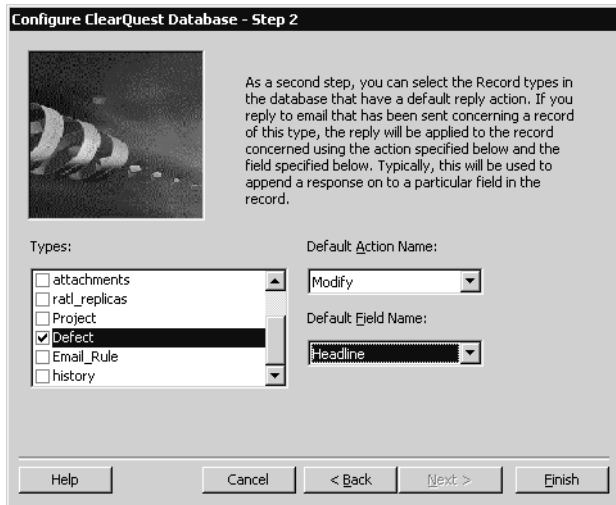 Configure ClearQuest Database - Step 2
As a second step, you can select the Record types in
the database that have a default reply action. If you
reply to email that has been sent concerning a record
of this type, the reply will be applied to the record
concerned using the action specified below and the
field specified below. Typically, this will be used to
append a response on to a particular field in the
record.
Types:
attachments
ratl_replicas
Project
Defect
Email_Rule
history
Default Action Name:
Modify
Default Field Name:
Headline
Help
Cancel
< Back
Next >
Finish